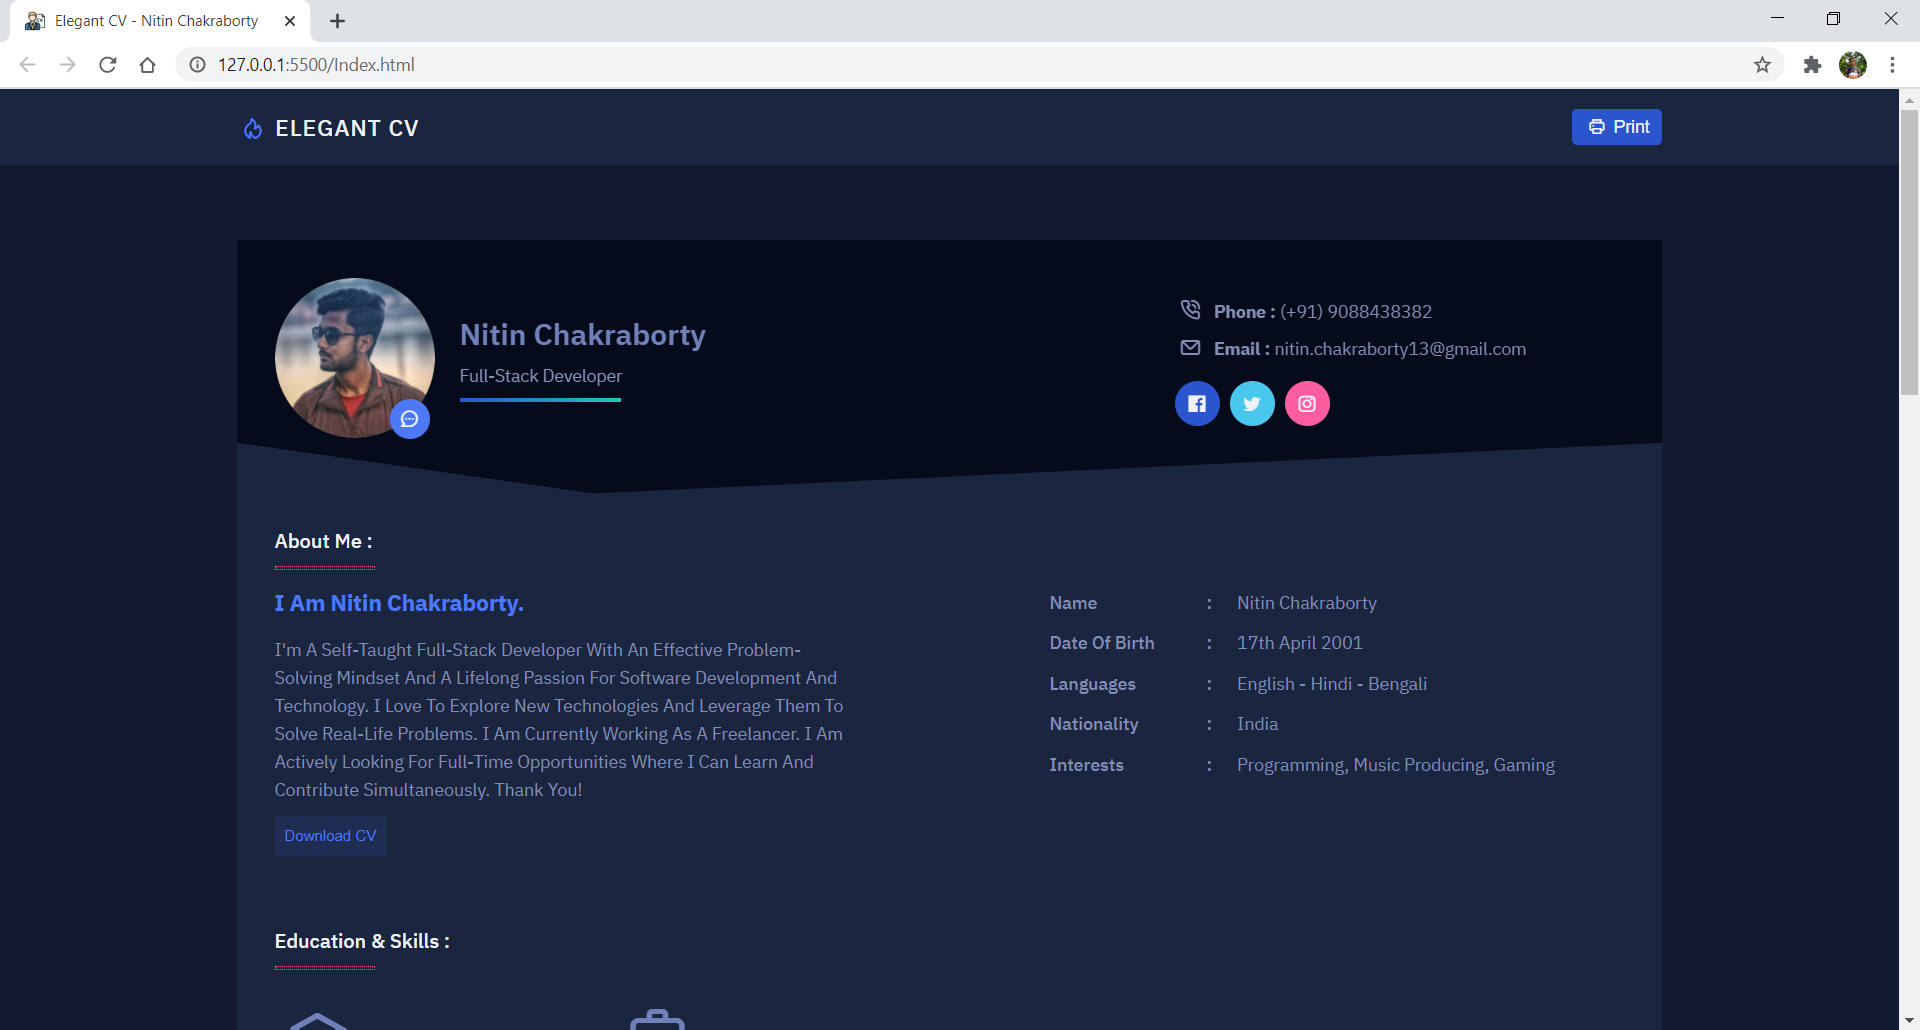 Elegant CV - Nitin Chakraborty
127.0.0.1:5500/Index.html
ELEGANT CV
Print
Nitin Chakraborty
Full-Stack Developer
Phone : (+91) 9088438382
Email : nitin.chakraborty13@gmail.com
About Me :
I Am Nitin Chakraborty.
I'm A Self-Taught Full-Stack Developer With An Effective Problem-
Solving Mindset And A Lifelong Passion For Software Development And
Technology. I Love To Explore New Technologies And Leverage Them To
Solve Real-Life Problems. I Am Currently Working As A Freelancer. I Am
Actively Looking For Full-Time Opportunities Where I Can Learn And
Contribute Simultaneously. Thank You!
Download CV
Name : Nitin Chakraborty
Date Of Birth : 17th April 2001
Languages : English - Hindi - Bengali
Nationality : India
Interests : Programming, Music Producing, Gaming
Education & Skills :